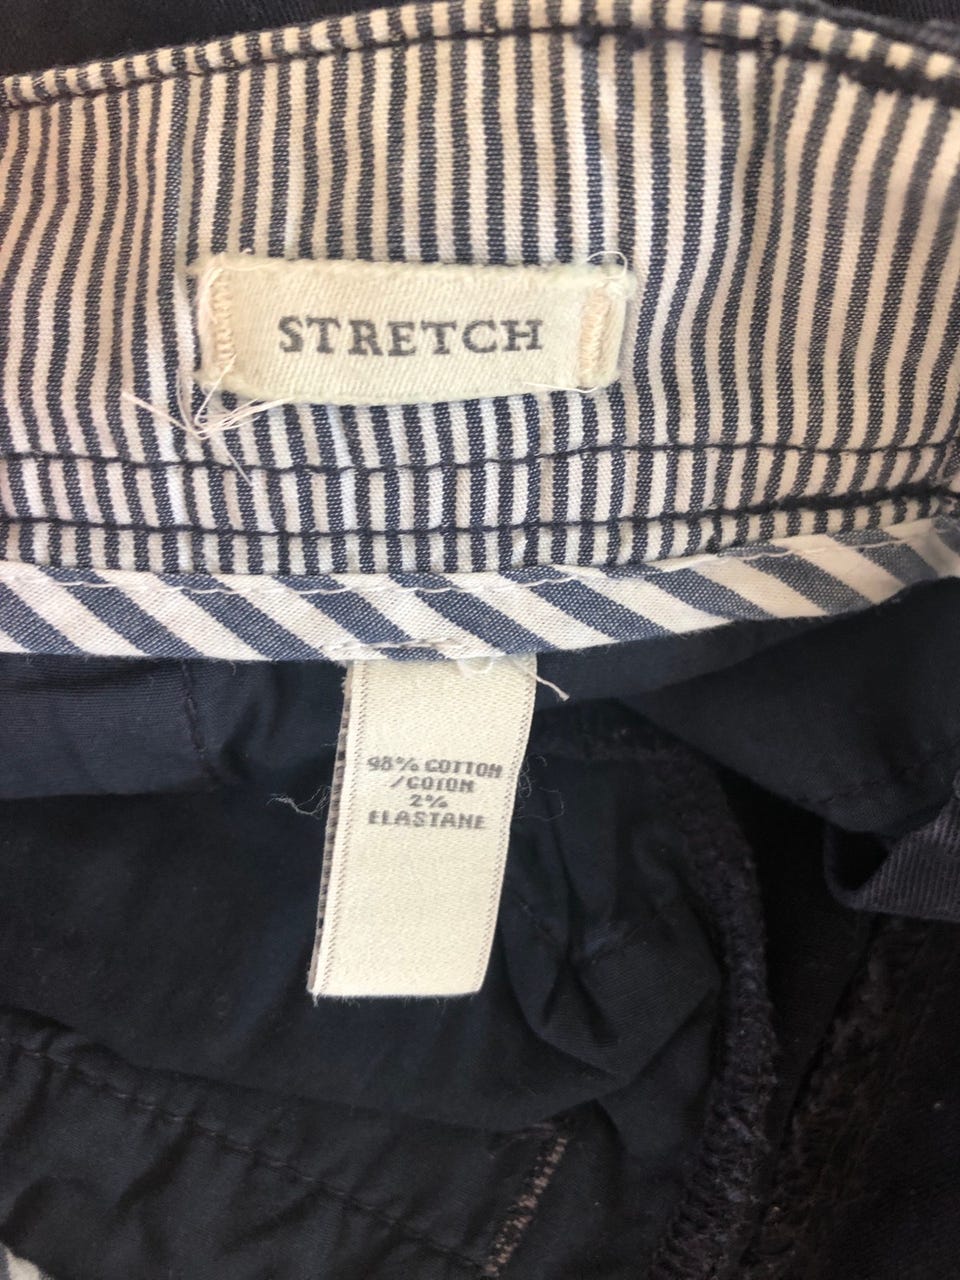 STRETCH
98% COTTON
/COTON
2%
ELASTANE